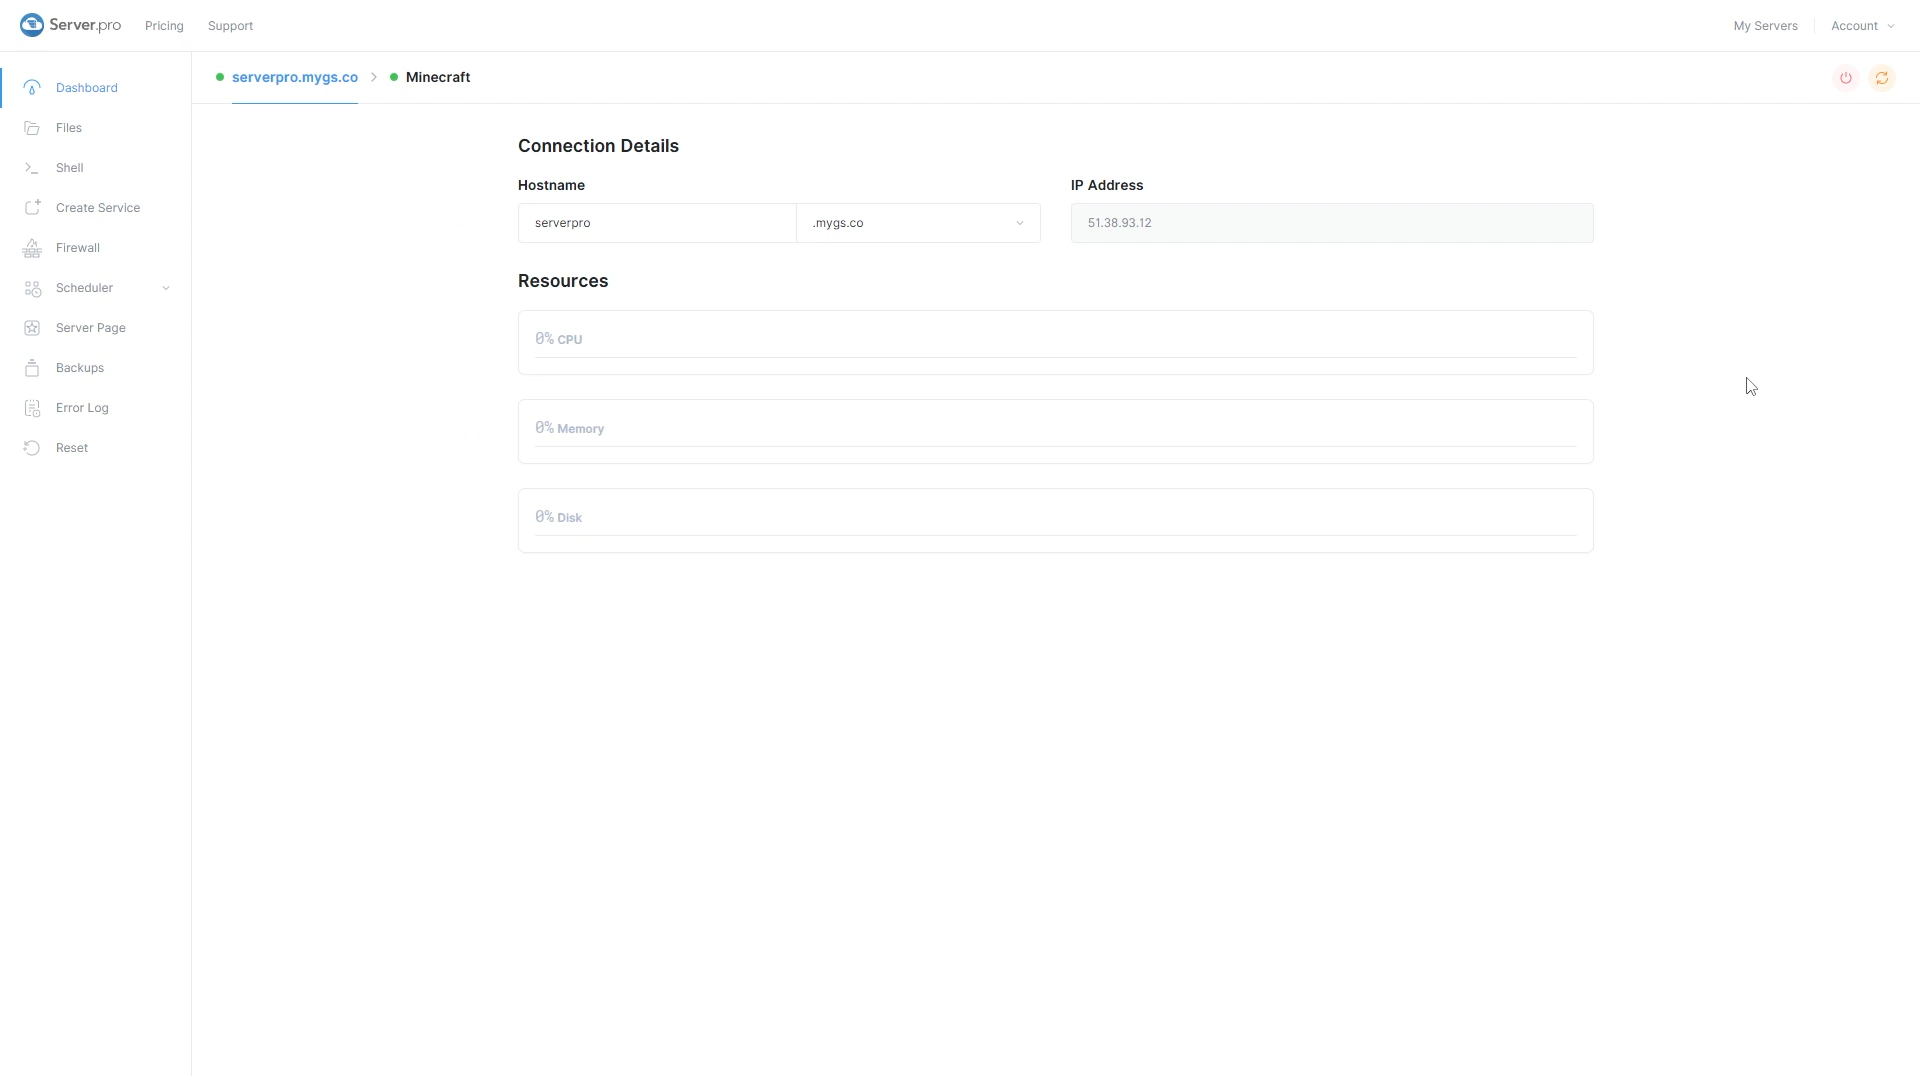 Server.pro
Pricing
Support
My Servers
Account
Dashboard
Files
Shell
Create Service
Firewall
Scheduler
Server Page
Backups
Error Log
Reset
serverpro.mygs.co
Minecraft
Connection Details
Hostname
serverpro
.mygs.co
IP Address
51.38.93.12
Resources
0% CPU
0% Memory
0% Disk